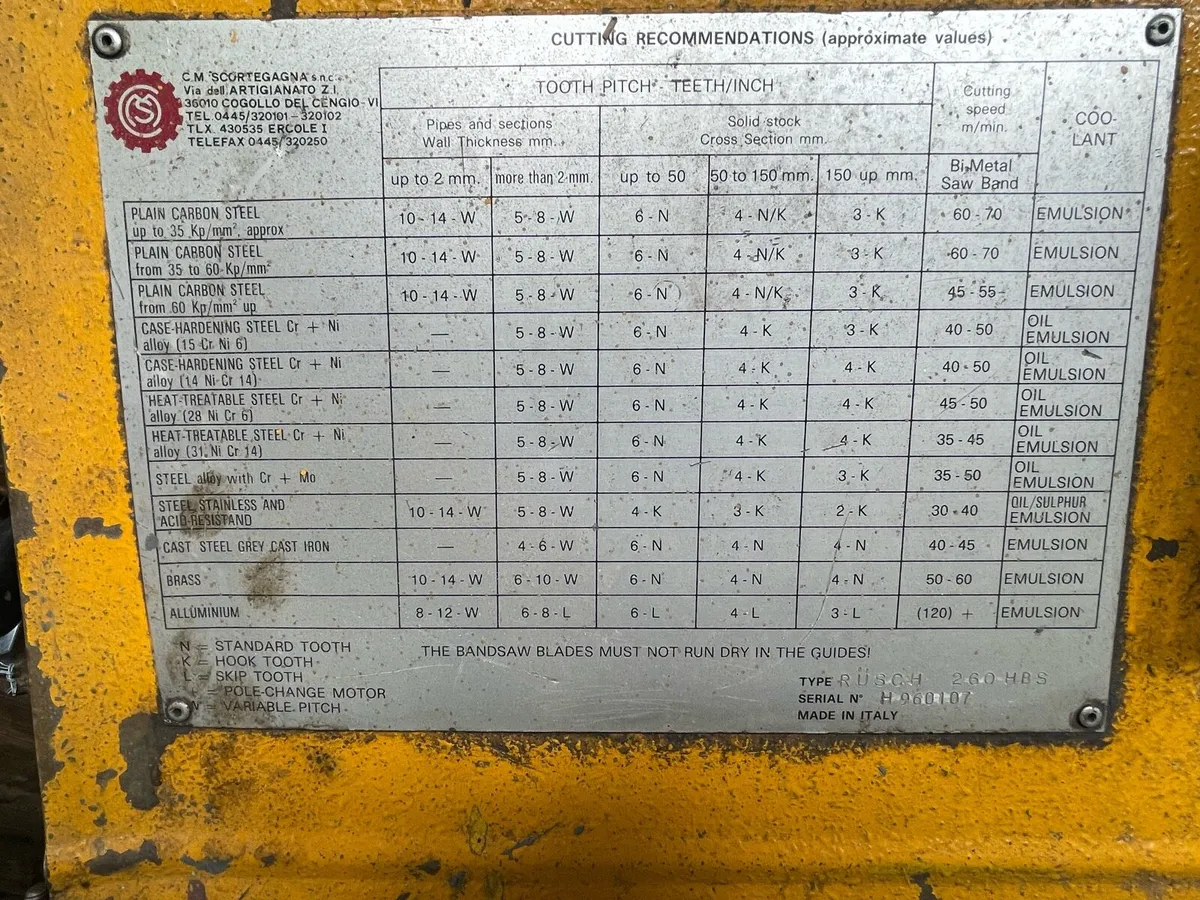 CUTTING RECOMMENDATIONS (approximate values)
C.M. SCORTEGAGNA s.n.c.
Via dell'ARTIGIANATO Z.I.
36010 COGOLLO DEL CENGIO-VI
TEL 0445/320101 - 320102
TLX. 430535 ERCOLE I
TELEFAX 0445/320250
TOOTH PITCH - TEETH/INCH
Cutting speed m/min.
COO-LANT
Pipes and sections Wall Thickness mm.
Solid stock Cross Section mm.
up to 2 mm. more than 2 mm. up to 50 50 to 150 mm. 150 up mm. Bi-Metal Saw Band
PLAIN CARBON STEEL up to 35 Kp/mm². approx 10 - 14 - W 5 - 8 - W 6 - N 4 - N/K 3 - K 60 - 70 EMULSION
PLAIN CARBON STEEL from 35 to 60 Kp/mm² 10 - 14 - W 5 - 8 - W 6 - N 4 - N/K 3 - K 60 - 70 EMULSION
PLAIN CARBON STEEL from 60 Kp/mm² up 10 - 14 - W 5 - 8 - W 6 - N 4 - N/K 3 - K 45 - 55 EMULSION
CASE-HARDENING STEEL Cr + Ni alloy (15 Cr Ni 6) — 5 - 8 - W 6 - N 4 - K 3 - K 40 - 50 OIL EMULSION
CASE-HARDENING STEEL Cr + Ni alloy (14 Ni Cr 14) — 5 - 8 - W 6 - N 4 - K 4 - K 40 - 50 OIL EMULSION
HEAT-TREATABLE STEEL Cr + Ni alloy (28 Ni Cr 6) — 5 - 8 - W 6 - N 4 - K 4 - K 45 - 50 OIL EMULSION
HEAT-TREATABLE STEEL Cr + Ni alloy (31 Ni Cr 14) — 5 - 8 - W 6 - N 4 - K 4 - K 35 - 45 OIL EMULSION
STEEL alloy with Cr + Mo — 5 - 8 - W 6 - N 4 - K 3 - K 35 - 50 OIL EMULSION
STEEL STAINLESS AND ACID-RESISTAND 10 - 14 - W 5 - 8 - W 4 - K 3 - K 2 - K 30 - 40 OIL/SULPHUR EMULSION
CAST STEEL GREY CAST IRON — 4 - 6 - W 6 - N 4 - N 4 - N 40 - 45 EMULSION
BRASS 10 - 14 - W 6 - 10 - W 6 - N 4 - N 4 - N 50 - 60 EMULSION
ALLUMINIUM 8 - 12 - W 6 - 8 - L 6 - L 4 - L 3 - L (120) + EMULSION
N = STANDARD TOOTH
K = HOOK TOOTH
L = SKIP TOOTH
+ = POLE-CHANGE MOTOR
W = VARIABLE PITCH
THE BANDSAW BLADES MUST NOT RUN DRY IN THE GUIDES!
TYPE RUSCH 260 HBS
SERIAL N° H 960107
MADE IN ITALY